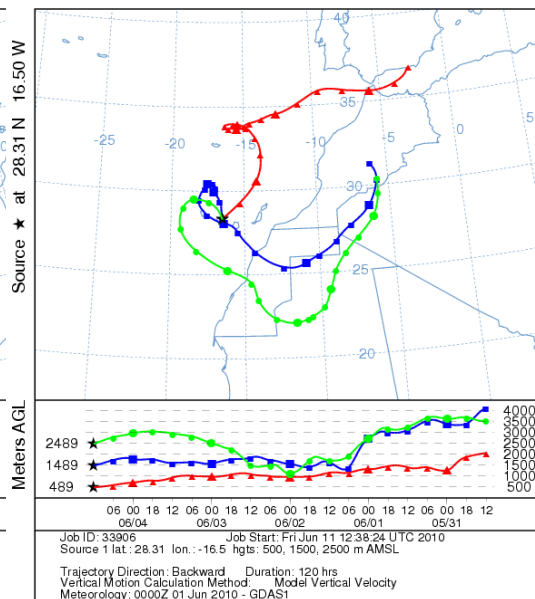 Source ★ at 28.31 N 16.50 W
40
35
-25
-20
-15
-10
-5
0
5
30
25
20
Meters AGL
2489
1489
489
4000
3500
3000
2500
2000
1500
1000
500
06 00 18 12 06 00 18 12 06 00 18 12 06 00 18 12 06 00 18 12
06/04 06/03 06/02 06/01 05/31
Job ID: 33906 Job Start: Fri Jun 11 12:38:24 UTC 2010
Source 1 lat.: 28.31 lon.: -16.5 hgts: 500, 1500, 2500 m AMSL
Trajectory Direction: Backward Duration: 120 hrs
Vertical Motion Calculation Method: Model Vertical Velocity
Meteorology: 0000Z 01 Jun 2010 - GDAS1